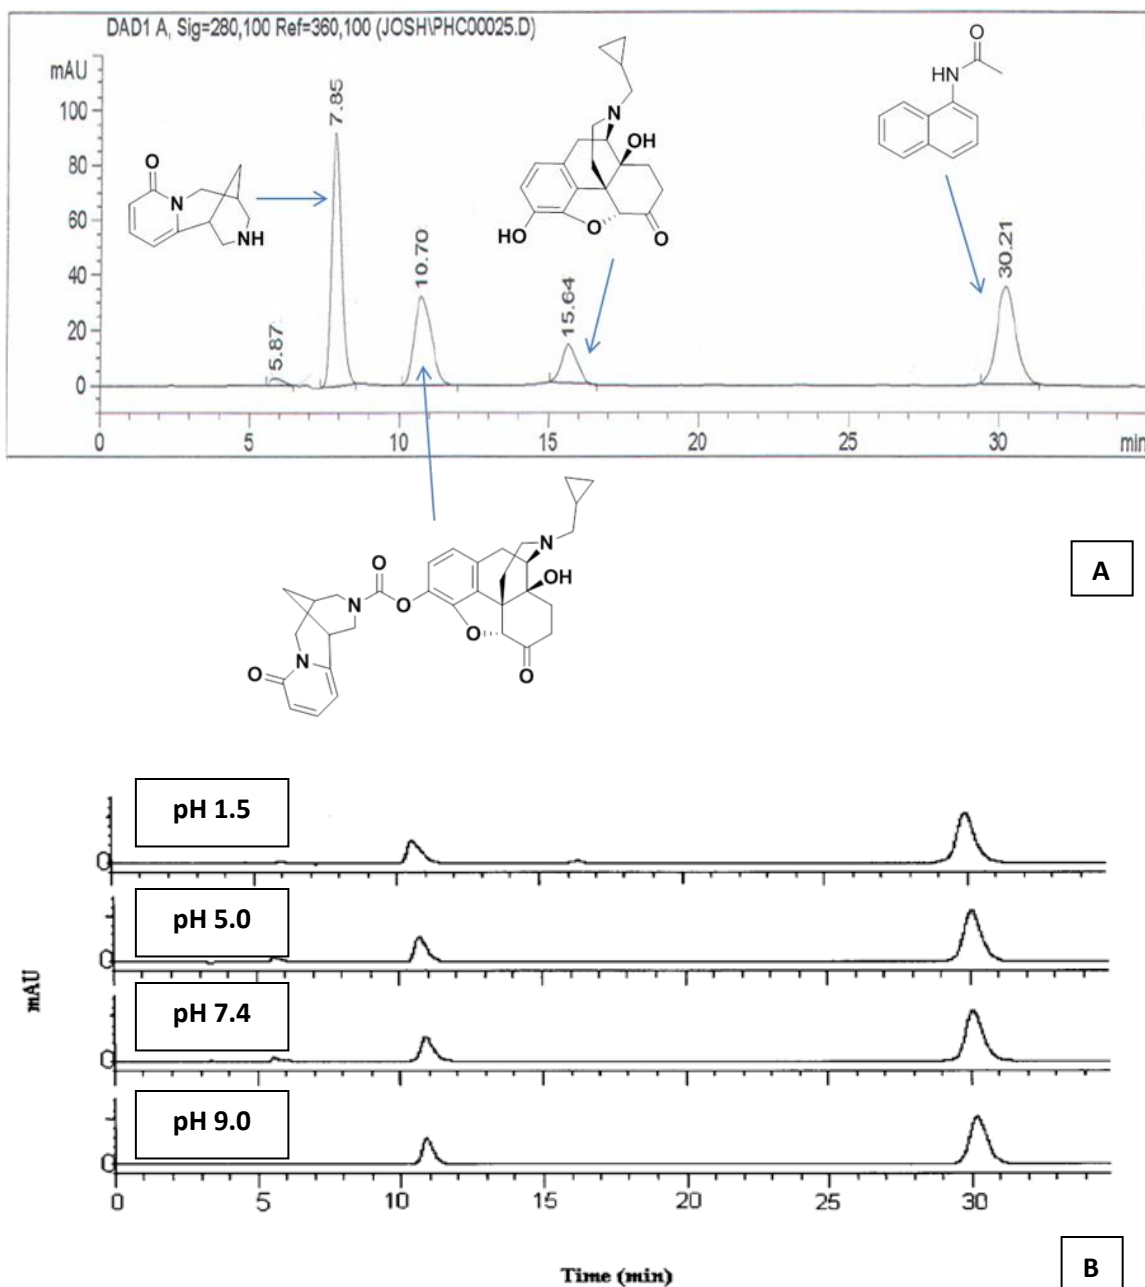 DAD1 A, Sig=280,100 Ref=360,100 (JOSH\PHC00025.D)
mAU
100
80
60
40
20
0
5.87
7.85
10.70
15.64
30.21
0 5 10 15 20 25 30 min
O
N
NH
N
OH
HO
O
O
O
HN
O
N
O
N
O
O
N
OH
O
O
A
pH 1.5
0
pH 5.0
0
pH 7.4
0
pH 9.0
0
mAU
0 5 10 15 20 25 30
Time (min)
B